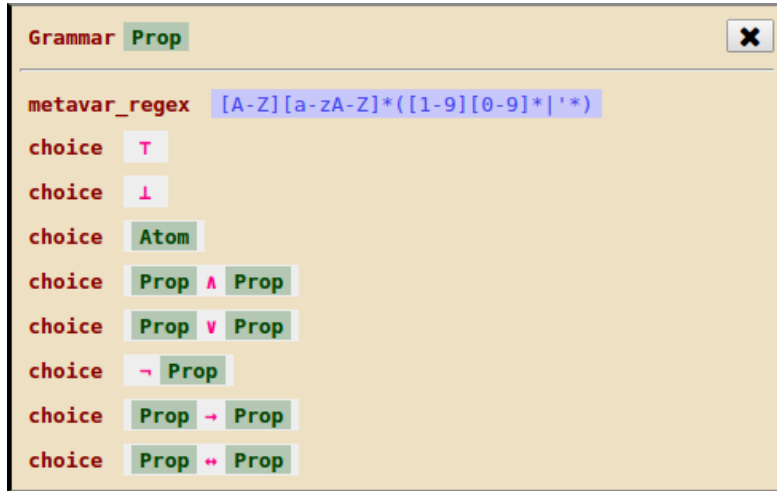 Grammar Prop
metavar_regex [A-Z][a-zA-Z]*([1-9][0-9]*|'*)
choice ⊤
choice ⊥
choice Atom
choice Prop ∧ Prop
choice Prop ∨ Prop
choice ¬ Prop
choice Prop → Prop
choice Prop ↔ Prop